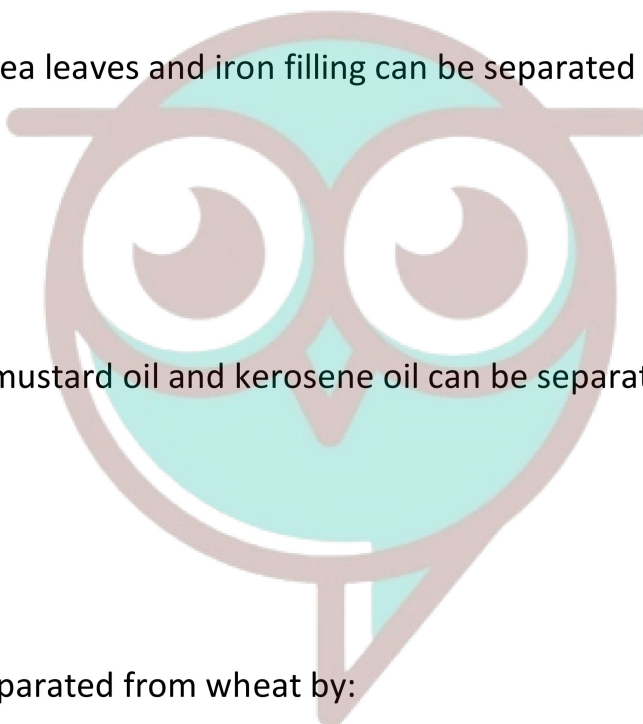 ea leaves and iron filling can be separated
mustard oil and kerosene oil can be separat
parated from wheat by: